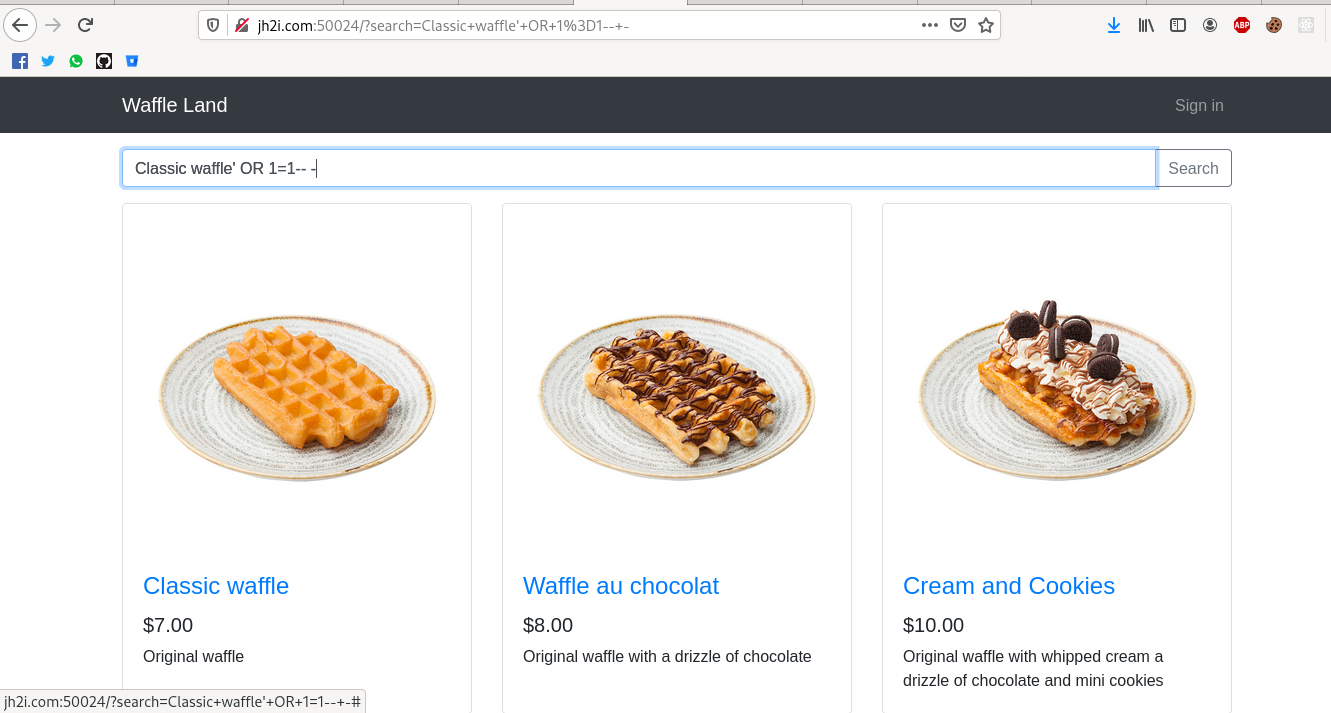 jh2i.com:50024/?search=Classic+waffle'+OR+1%3D1--+-
ABP
Waffle Land
Sign in
Classic waffle' OR 1=1-- -
Search
Classic waffle
$7.00
Original waffle
Waffle au chocolat
$8.00
Original waffle with a drizzle of chocolate
Cream and Cookies
$10.00
Original waffle with whipped cream a
drizzle of chocolate and mini cookies
jh2i.com:50024/?search=Classic+waffle'+OR+1=1--+-#